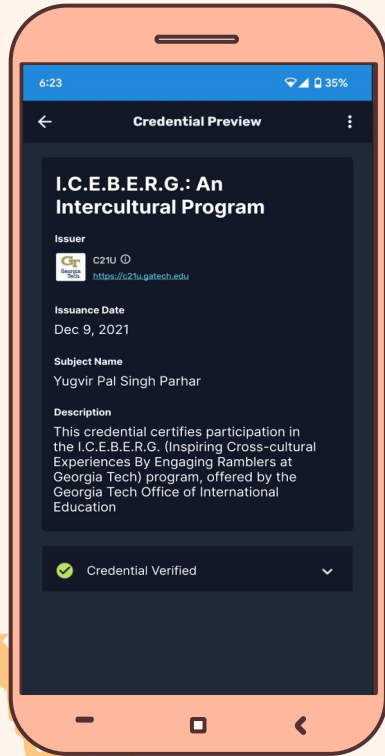 6:23
35%
Credential Preview
I.C.E.B.E.R.G.: An
Intercultural Program
Issuer
GT
Georgia
Tech
C21U
https://c21u.gatech.edu
Issuance Date
Dec 9, 2021
Subject Name
Yugvir Pal Singh Parhar
Description
This credential certifies participation in
the I.C.E.B.E.R.G. (Inspiring Cross-cultural
Experiences By Engaging Ramblers at
Georgia Tech) program, offered by the
Georgia Tech Office of International
Education
Credential Verified